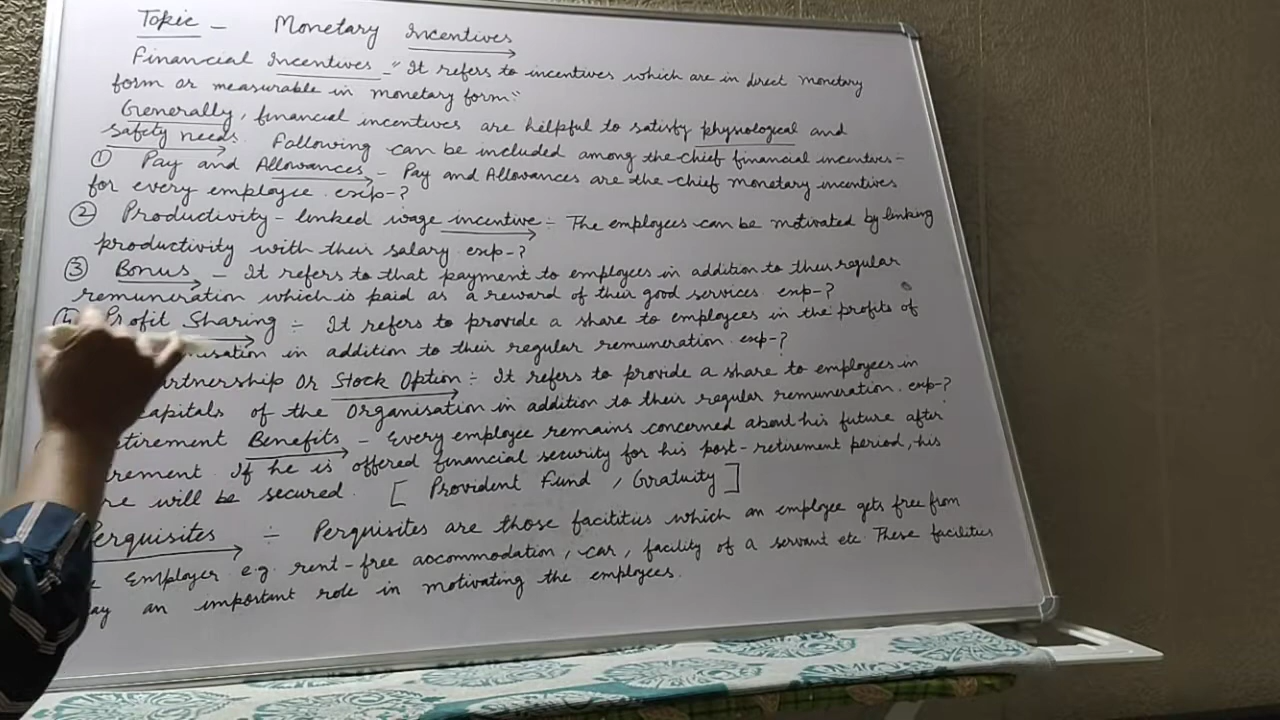 Topic - Monetary Incentives
Financial Incentives - " It refers to incentives which are in direct monetary
form or measurable in monetary form."
Generally, financial incentives are helpful to satisfy physiological and
safety needs. Following can be included among the chief financial incentives-
① Pay and Allowances - Pay and Allowances are the chief monetary incentives
for every employee. exp-?
② Productivity - linked wage incentive :- The employees can be motivated by linking
productivity with their salary exp-?
③ Bonus - It refers to that payment to employees in addition to their regular
remuneration which is paid as a reward of their good services. exp-?
Profit Sharing :- It refers to provide a share to employees in the profits of
isation in addition to their regular remuneration. exp-?
rtnership or Stock Option :- It refers to provide a share to employees in
capitals of the Organisation in addition to their regular remuneration. exp-?
tirement Benefits - Every employee remains concerned about his future after
rement. If he is offered financial security for his post-retirement period, his
re will be secured. [ Provident Fund, Gratuity ]
Perquisites :- Perquisites are those facilities which an employee gets free from
Employer e.g. rent-free accommodation, car, facility of a servant etc. These facilities
ay an important role in motivating the employees.